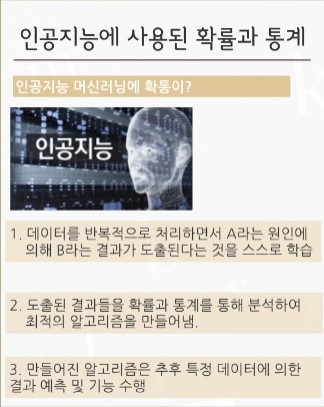 인공지능에 사용된 확률과 통계
인공지능 머신러닝에 확통이?
인공지능
1. 데이터를 반복적으로 처리하면서 A라는 원인에
의해 B라는 결과가 도출된다는 것을 스스로 학습
2. 도출된 결과들을 확률과 통계를 통해 분석하여
최적의 알고리즘을 만들어냄.
3. 만들어진 알고리즘은 추후 특정 데이터에 의한
결과 예측 및 기능 수행